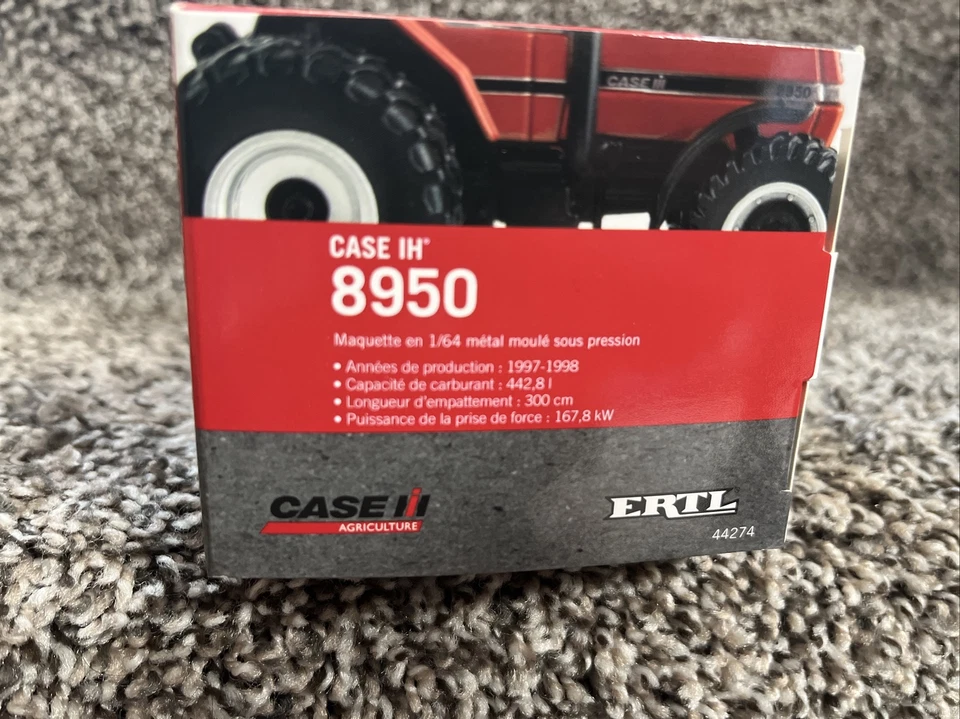 CASE IH
8950
CASE IH®
8950
Maquette en 1/64 métal moulé sous pression
• Années de production : 1997-1998
• Capacité de carburant : 442,8 l
• Longueur d'empattement : 300 cm
• Puissance de la prise de force : 167,8 kW
CASE IH
AGRICULTURE
ERTL
44274